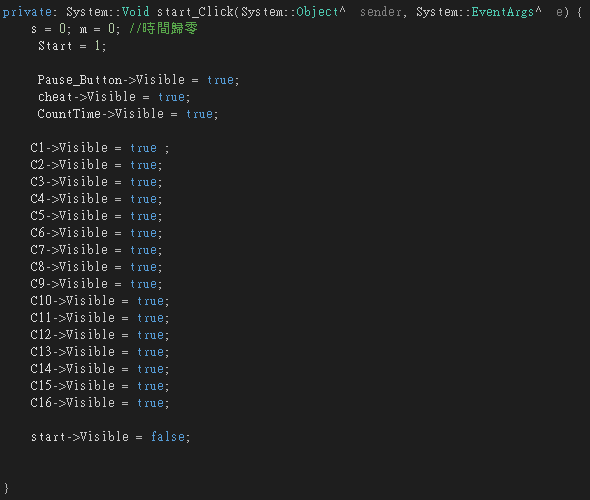 private: System::Void start_Click(System::Object^  sender, System::EventArgs^  e) {
s = 0; m = 0; //時間歸零
Start = 1;
Pause_Button->Visible = true;
cheat->Visible = true;
CountTime->Visible = true;
C1->Visible = true ;
C2->Visible = true;
C3->Visible = true;
C4->Visible = true;
C5->Visible = true;
C6->Visible = true;
C7->Visible = true;
C8->Visible = true;
C9->Visible = true;
C10->Visible = true;
C11->Visible = true;
C12->Visible = true;
C13->Visible = true;
C14->Visible = true;
C15->Visible = true;
C16->Visible = true;
start->Visible = false;
}